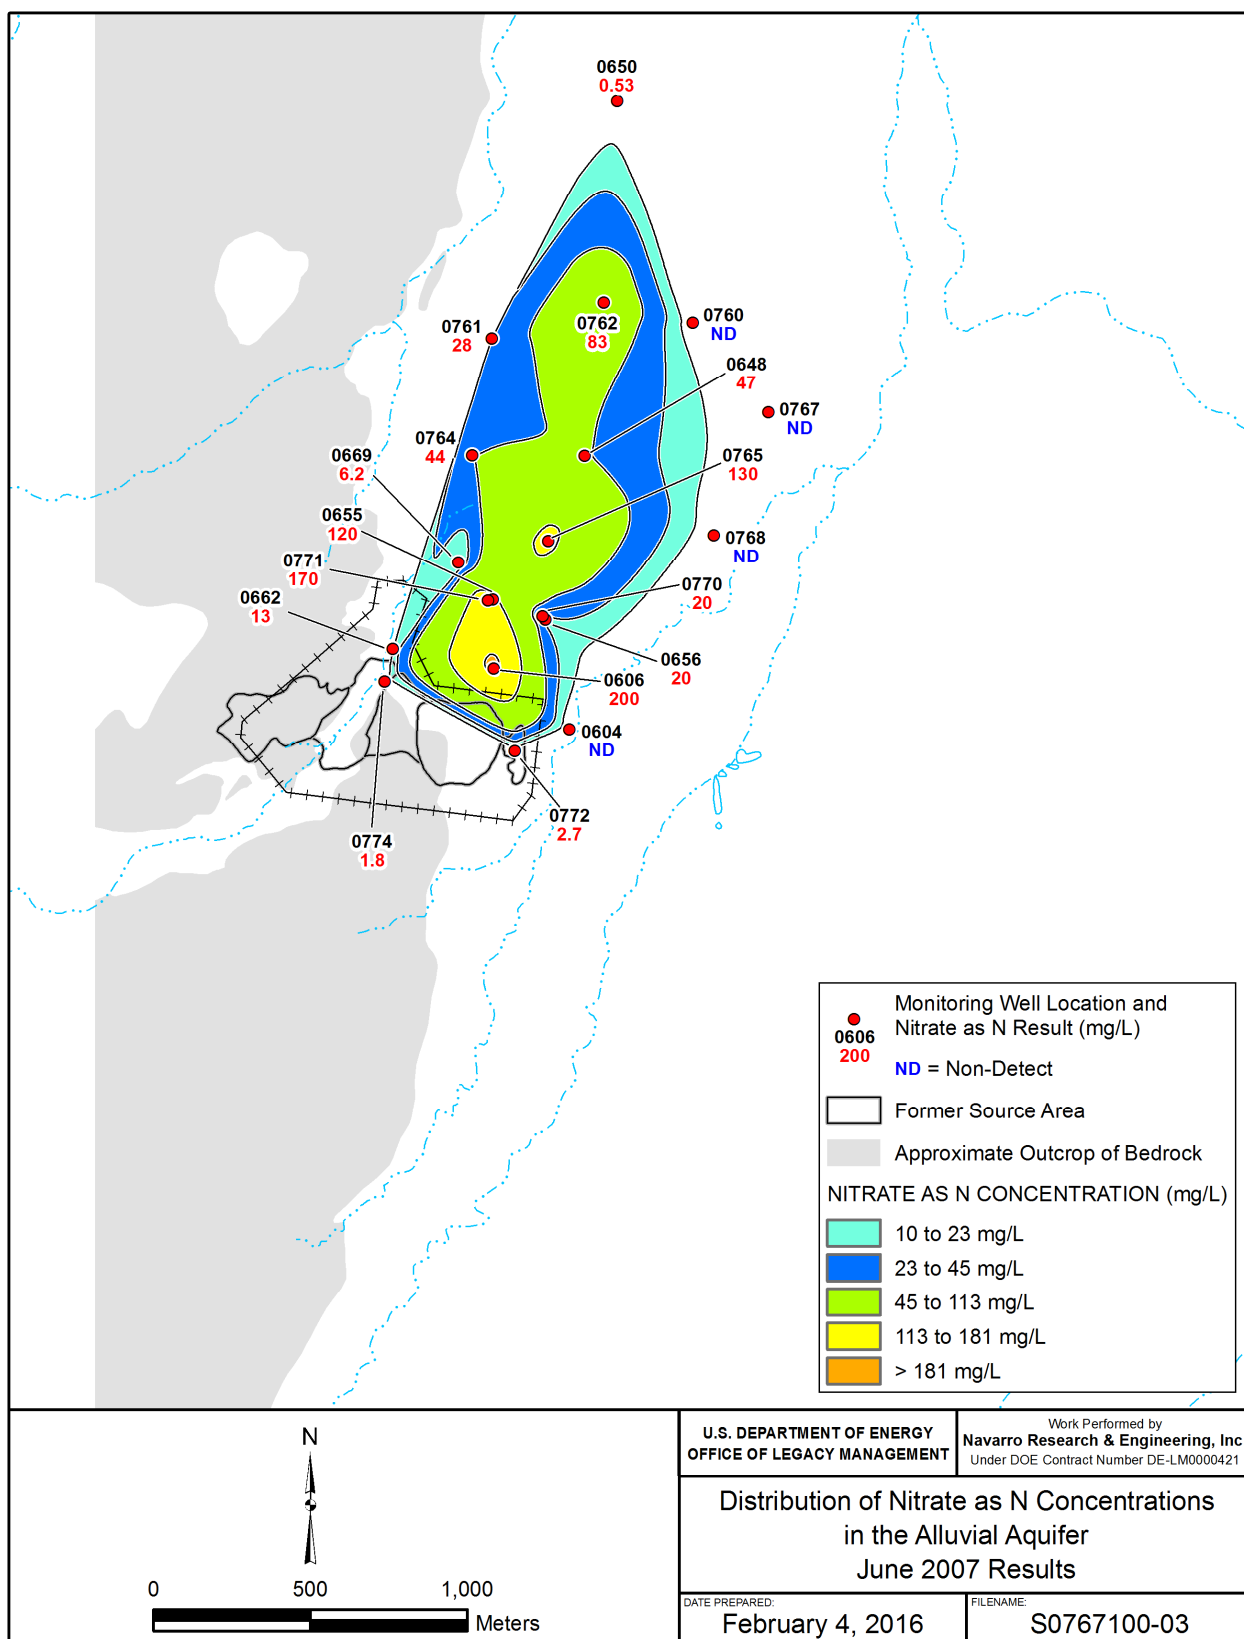 0650
0.53
0761
28
0762
83
0760
ND
0648
47
0767
ND
0764
44
0669
6.2
0765
130
0655
120
0768
ND
0771
170
0770
20
0662
13
0656
20
0606
200
0604
ND
0772
2.7
0774
1.8
Monitoring Well Location and
Nitrate as N Result (mg/L)
0606
200
ND = Non-Detect
Former Source Area
Approximate Outcrop of Bedrock
NITRATE AS N CONCENTRATION (mg/L)
10 to 23 mg/L
23 to 45 mg/L
45 to 113 mg/L
113 to 181 mg/L
> 181 mg/L
N
0 500 1,000
Meters
U.S. DEPARTMENT OF ENERGY
OFFICE OF LEGACY MANAGEMENT
Work Performed by
Navarro Research & Engineering, Inc
Under DOE Contract Number DE-LM0000421
Distribution of Nitrate as N Concentrations
in the Alluvial Aquifer
June 2007 Results
DATE PREPARED:
February 4, 2016
FILENAME:
S0767100-03